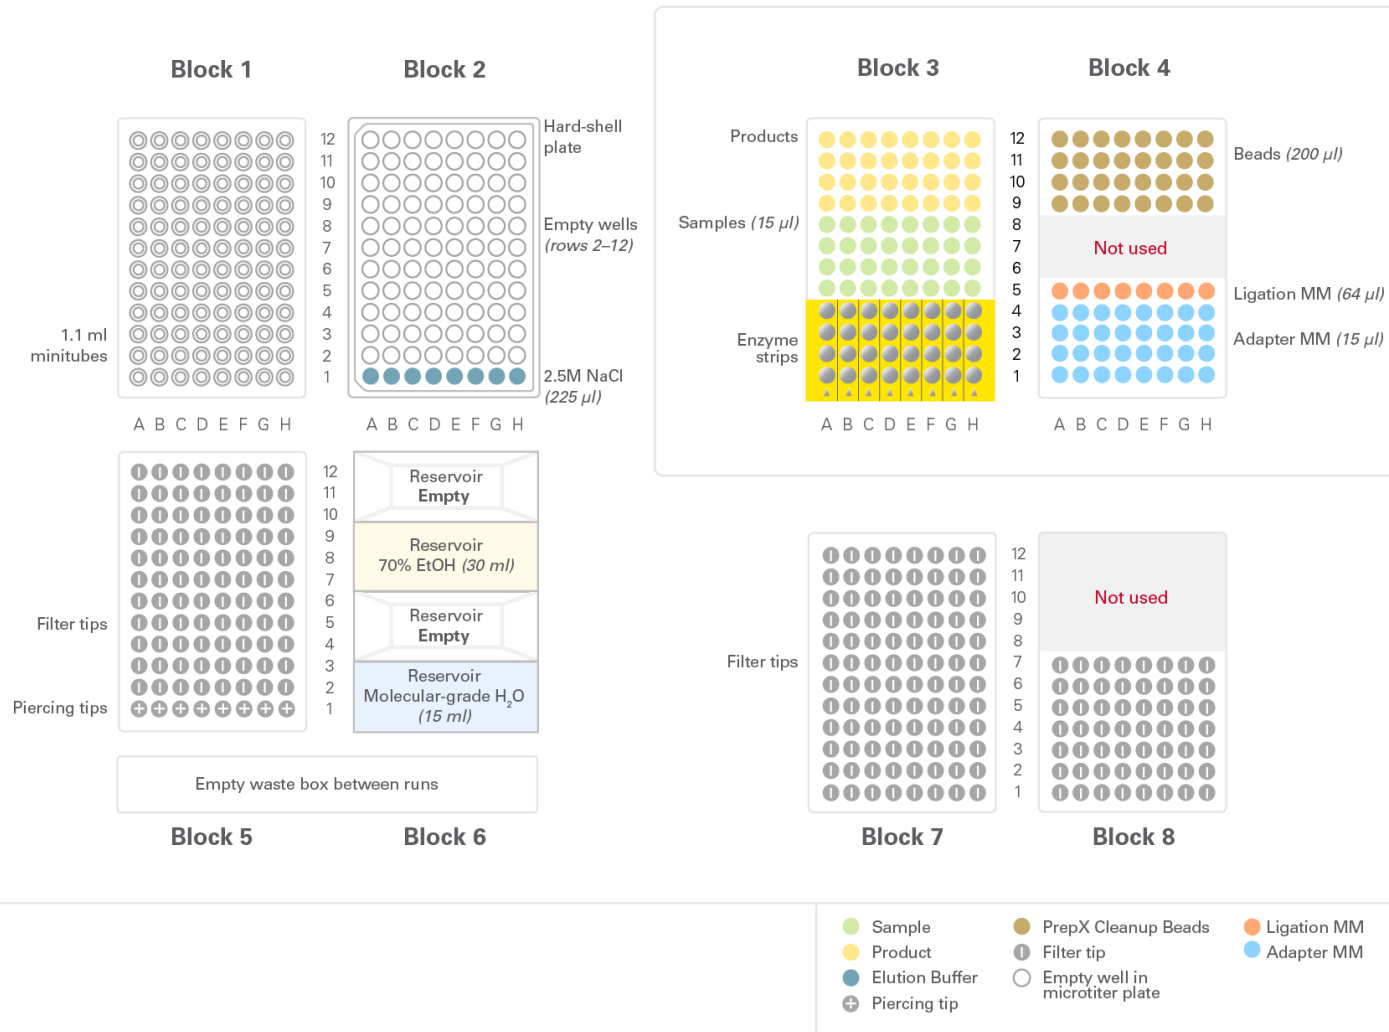 Block 1
Block 2
Block 3
Block 4
Hard-shell
plate
Empty wells
(rows 2–12)
2.5M NaCl
(225 µl)
1.1 ml
minitubes
12
11
10
9
8
7
6
5
4
3
2
1
A B C D E F G H
A B C D E F G H
Products
Samples (15 µl)
Enzyme
strips
12
11
10
9
8
7
6
5
4
3
2
1
Beads (200 µl)
Not used
Ligation MM (64 µl)
Adapter MM (15 µl)
A B C D E F G H
A B C D E F G H
Filter tips
Piercing tips
12
11
10
9
8
7
6
5
4
3
2
1
Reservoir
Empty
Reservoir
70% EtOH (30 ml)
Reservoir
Empty
Reservoir
Molecular-grade H2O
(15 ml)
Filter tips
12
11
10
9
8
7
6
5
4
3
2
1
Not used
Empty waste box between runs
Block 5
Block 6
Block 7
Block 8
Sample
Product
Elution Buffer
Piercing tip
PrepX Cleanup Beads
Filter tip
Empty well in
microtiter plate
Ligation MM
Adapter MM